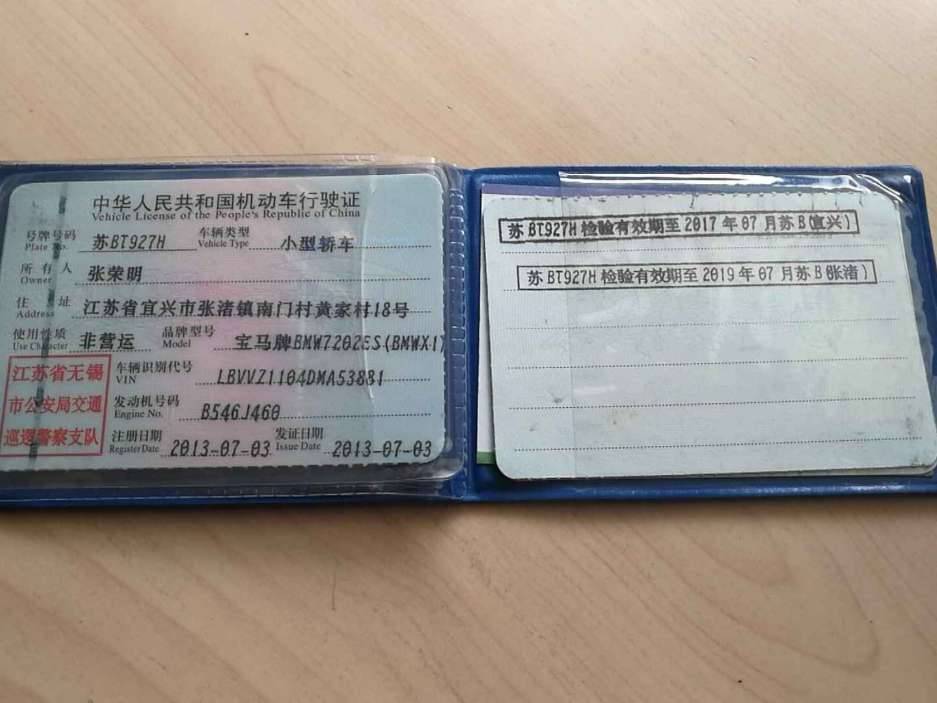 中华人民共和国机动车行驶证
Vehicle License of the People's Republic of China
号牌号码 苏BT927H 车辆类型 小型轿车
Plate No. Vehicle Type
所有人 张荣明
Owner
住址 江苏省宜兴市张渚镇南门村黄家村18号
Address
使用性质 非营运 品牌型号 宝马牌BMW7202ES(BMWX1)
Use Character Model
车辆识别代号 LBVVZ1104DMA53881
VIN
发动机号码 B546J460
Engine No.
注册日期 2013-07-03 发证日期 2013-07-03
Register Date Issue Date
江苏省无锡
市公安局交通
巡逻警察支队
苏BT927H检验有效期至2017年07月苏B(宜兴)
苏BT927H检验有效期至2019年07月苏B(张渚)